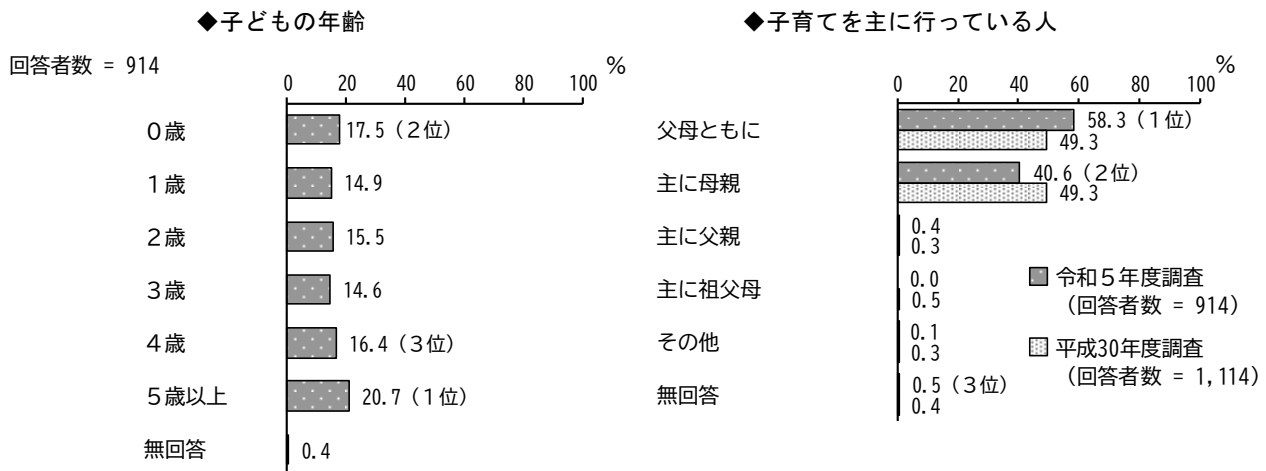 ◆子どもの年齢
回答者数 = 914
0 20 40 60 80 100 %
０歳 17.5（２位）
１歳 14.9
２歳 15.5
３歳 14.6
４歳 16.4（３位）
５歳以上 20.7（１位）
無回答 0.4
◆子育てを主に行っている人
0 20 40 60 80 100 %
父母ともに 58.3（１位）
49.3
主に母親 40.6（２位）
49.3
主に父親 0.4
0.3
主に祖父母 0.0
0.5
その他 0.1
0.3
無回答 0.5（３位）
0.4
令和５年度調査
（回答者数 = 914）
平成30年度調査
（回答者数 = 1,114）